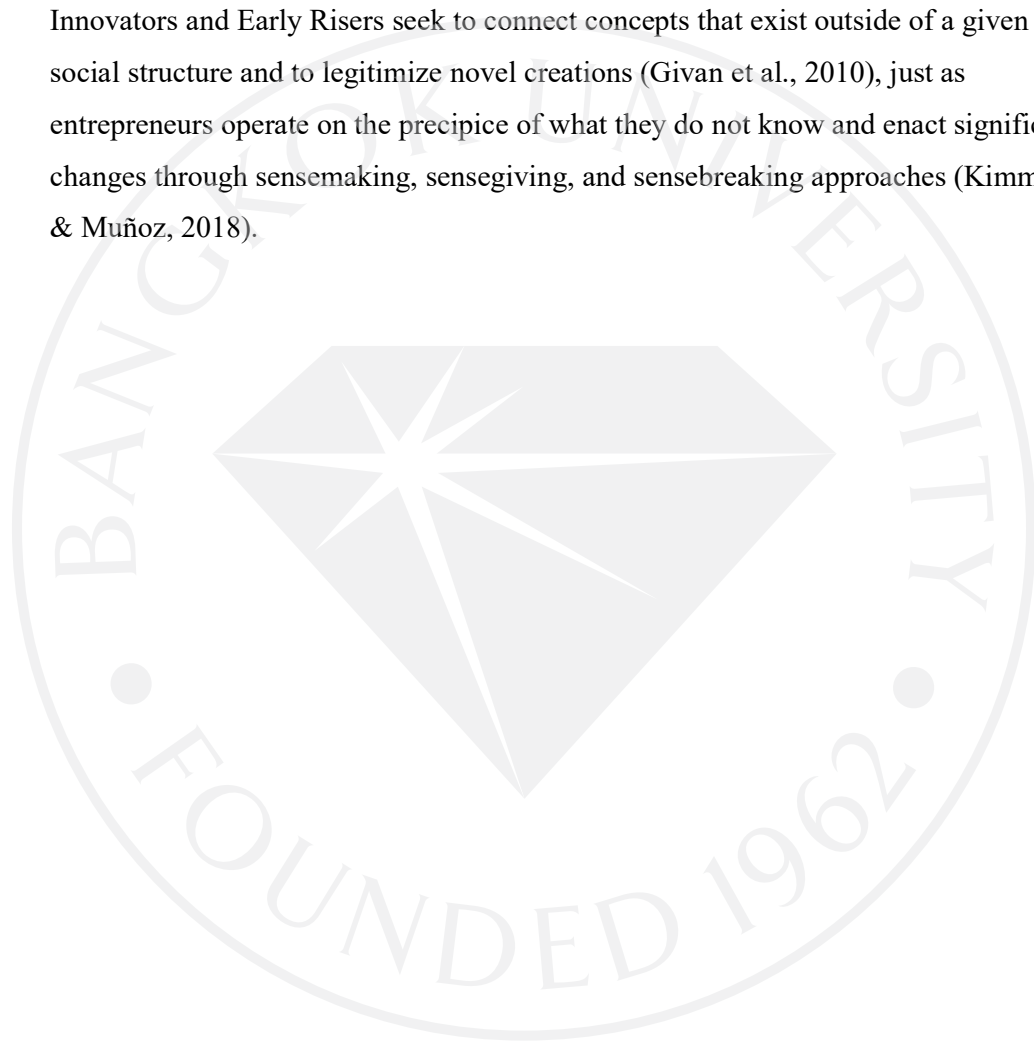 Innovators and Early Risers seek to connect concepts that exist outside of a given
social structure and to legitimize novel creations (Givan et al., 2010), just as
entrepreneurs operate on the precipice of what they do not know and enact
changes through sensemaking, sensegiving, and sensebreaking approaches
& Muñoz, 2018).
BANGKOK UNIVERSITY
FOUNDED 1962